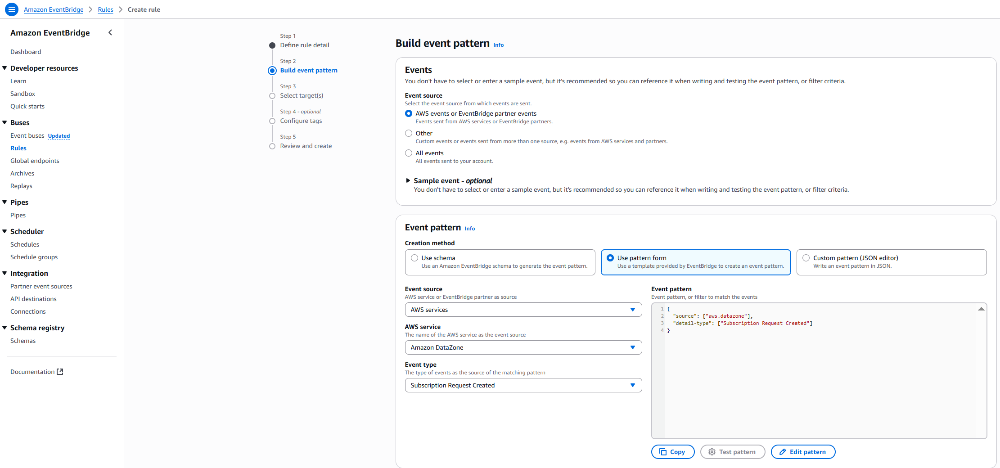 Amazon EventBridge > Rules > Create rule
Amazon EventBridge
Dashboard
Developer resources
Learn
Sandbox
Quick starts
Buses
Event buses Updated
Rules
Global endpoints
Archives
Replays
Pipes
Pipes
Scheduler
Schedules
Schedule groups
Integration
Partner event sources
API destinations
Connections
Schema registry
Schemas
Documentation
Step 1
Define rule detail
Step 2
Build event pattern
Step 3
Select target(s)
Step 4 - optional
Configure tags
Step 5
Review and create
Build event pattern Info
Events
You don't have to select or enter a sample event, but it's recommended so you can reference it when writing and testing the event pattern, or filter criteria.
Event source
Select the event source from which events are sent.
AWS events or EventBridge partner events
Events sent from AWS services or EventBridge partners.
Other
Custom events or events sent from more than one source, e.g. events from AWS services and partners.
All events
All events sent to your account.
Sample event - optional
You don't have to select or enter a sample event, but it's recommended so you can reference it when writing and testing the event pattern, or filter criteria.
Event pattern Info
Creation method
Use schema
Use an Amazon EventBridge schema to generate the event pattern.
Use pattern form
Use a template provided by EventBridge to create an event pattern.
Custom pattern (JSON editor)
Write an event pattern in JSON.
Event source
AWS service or EventBridge partner as source
AWS services
AWS service
The name of the AWS service as the event source
Amazon DataZone
Event type
The type of events as the source of the matching pattern
Subscription Request Created
Event pattern
Event pattern, or filter to match the events
1 {
2 "source": ["aws.datazone"],
3 "detail-type": ["Subscription Request Created"]
4 }
Copy
Test pattern
Edit pattern